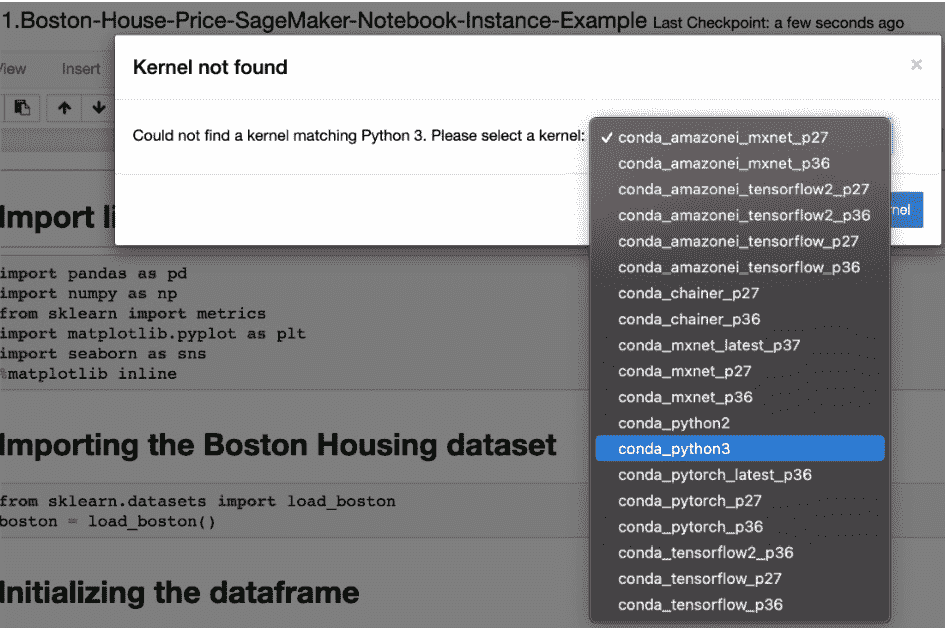 1.Boston-House-Price-SageMaker-Notebook-Instance-Example Last Checkpoint: a few seconds ago
View Insert
Kernel not found
×
Could not find a kernel matching Python 3. Please select a kernel:
✓ conda_amazonei_mxnet_p27
conda_amazonei_mxnet_p36
conda_amazonei_tensorflow2_p27
conda_amazonei_tensorflow2_p36
conda_amazonei_tensorflow_p27
conda_amazonei_tensorflow_p36
conda_chainer_p27
conda_chainer_p36
conda_mxnet_latest_p37
conda_mxnet_p27
conda_mxnet_p36
conda_python2
conda_python3
conda_pytorch_latest_p36
conda_pytorch_p27
conda_pytorch_p36
conda_tensorflow2_p36
conda_tensorflow_p27
conda_tensorflow_p36
nel
Import li
import pandas as pd
import numpy as np
from sklearn import metrics
import matplotlib.pyplot as plt
import seaborn as sns
%matplotlib inline
Importing the Boston Housing dataset
from sklearn.datasets import load_boston
boston = load_boston()
Initializing the dataframe